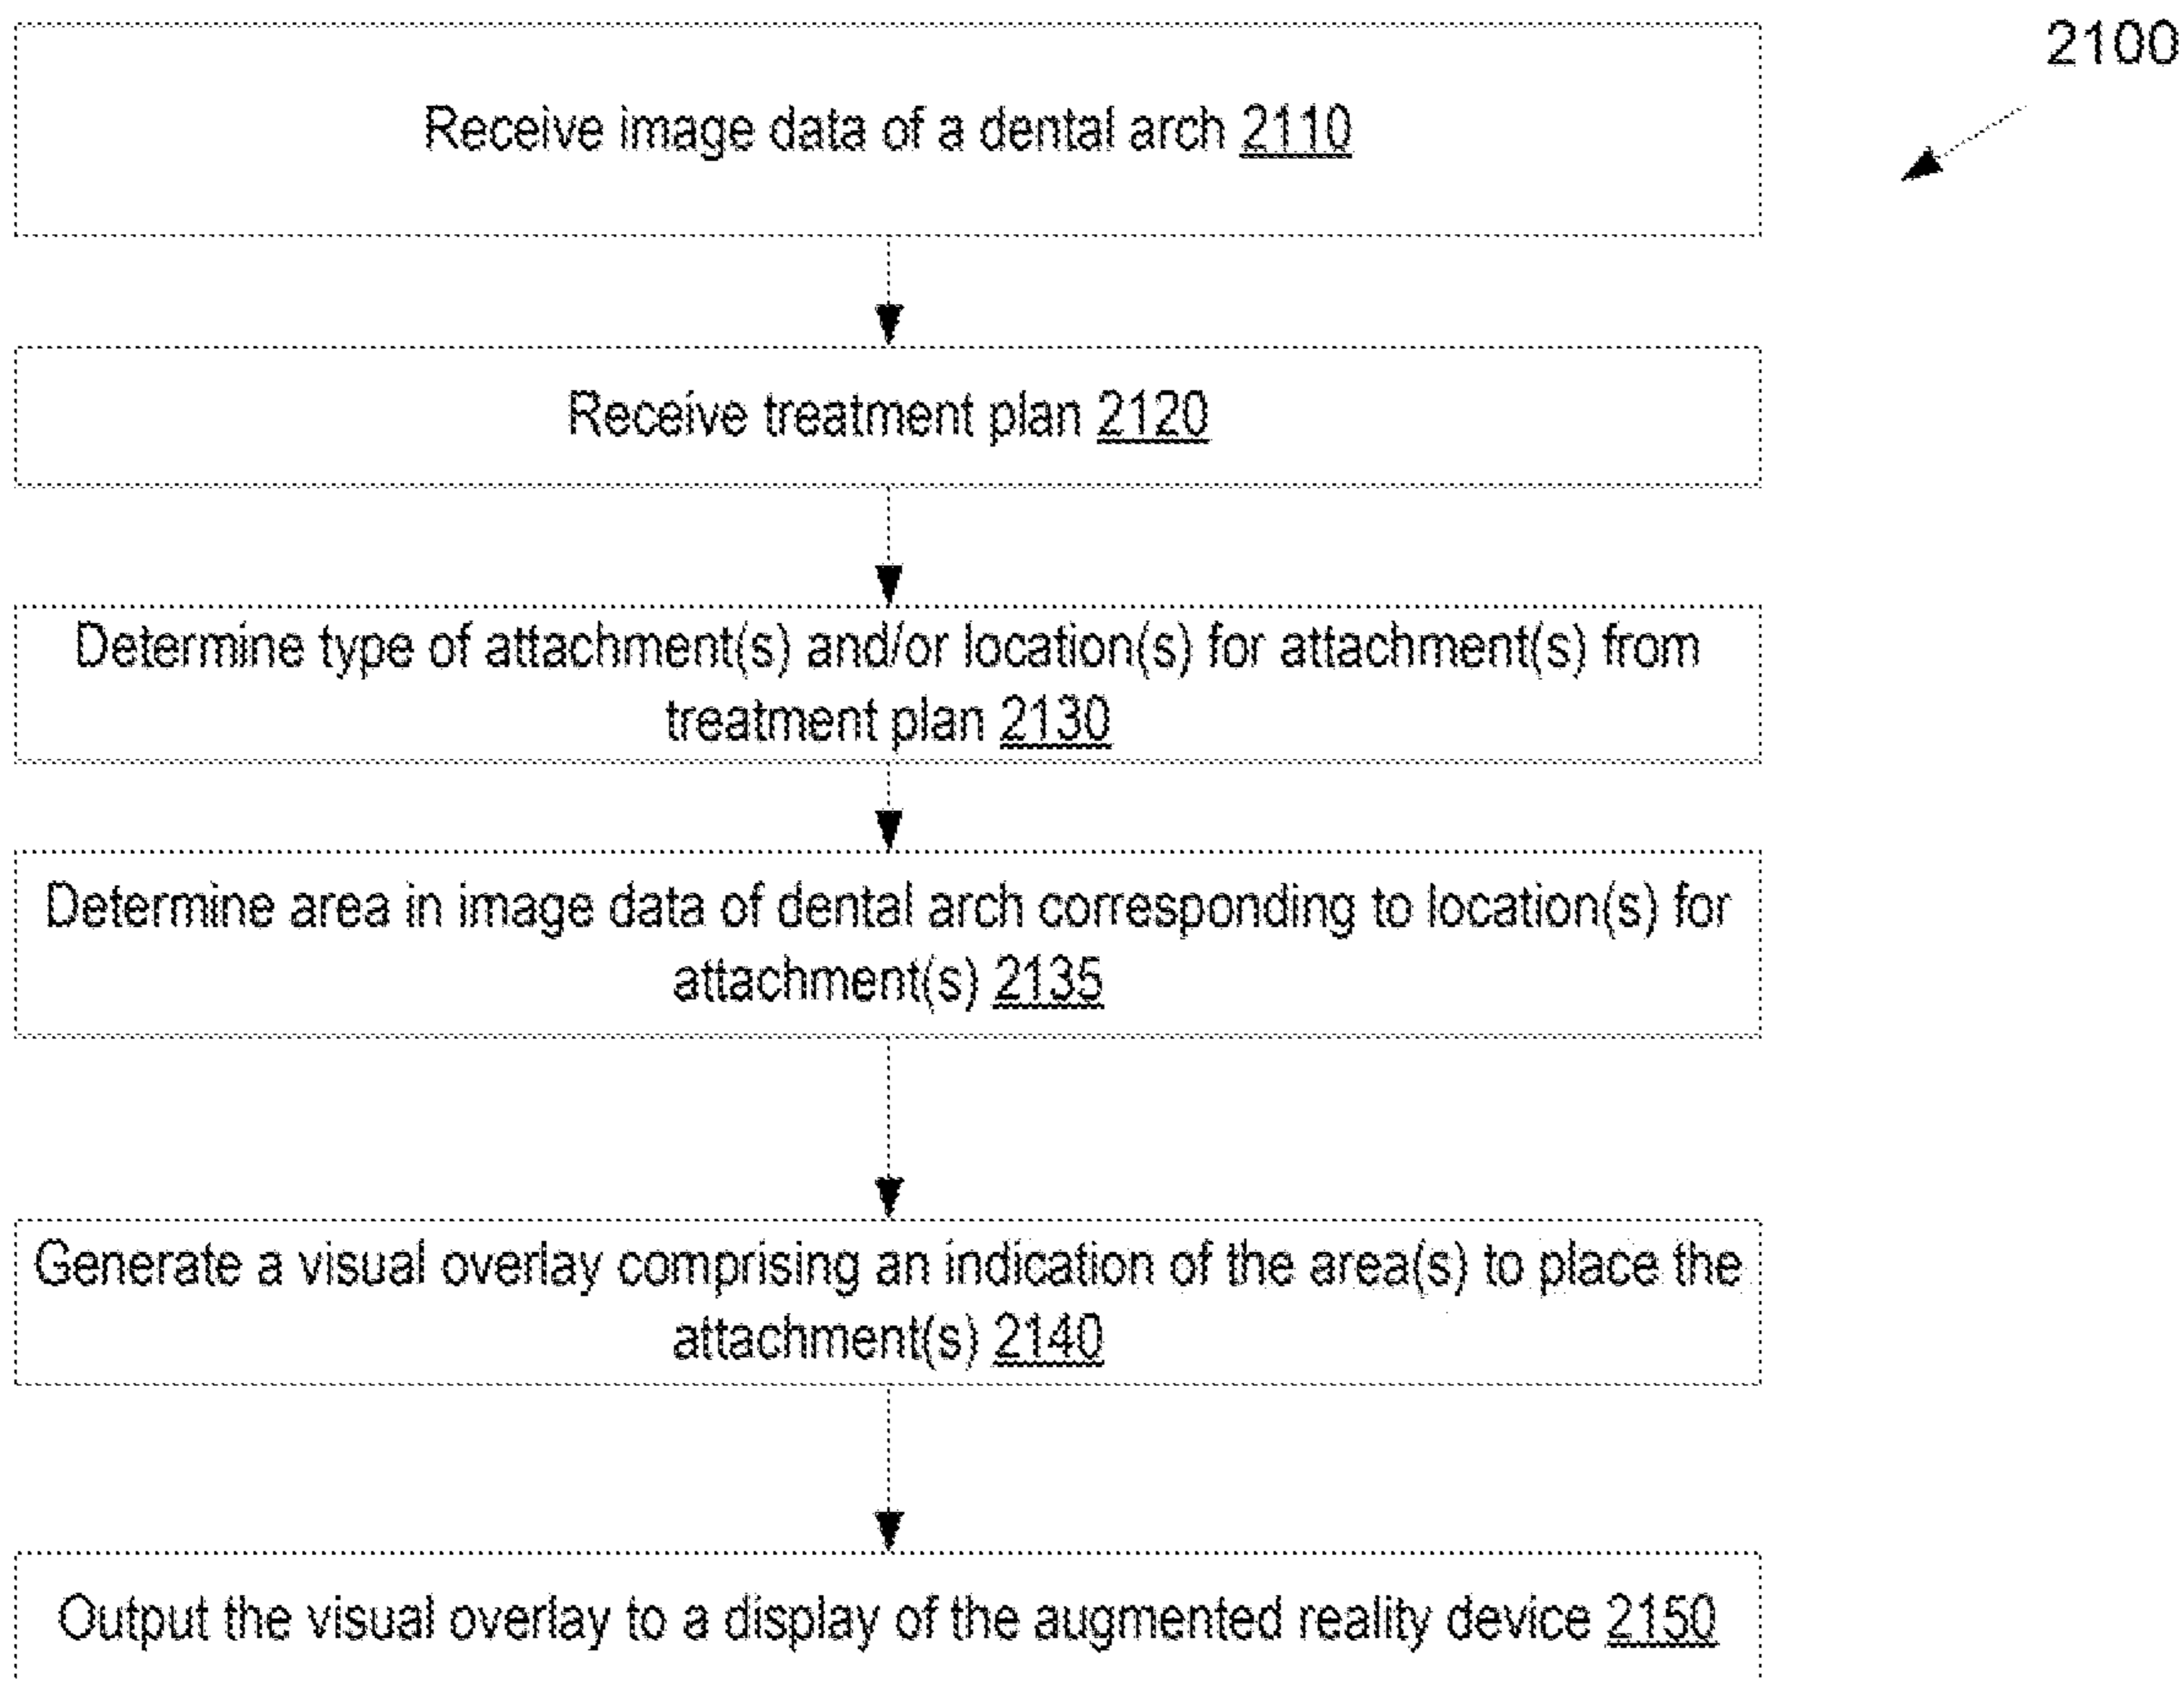 2100
Receive image data of a dental arch 2110
Receive treatment plan 2120
Determine type of attachment(s) and/or location(s) for attachment(s) from
treatment plan 2130
Determine area in image data of dental arch corresponding to location(s) for
attachment(s) 2135
Generate a visual overlay comprising an indication of the area(s) to place the
attachment(s) 2140
Output the visual overlay to a display of the augmented reality device 2150